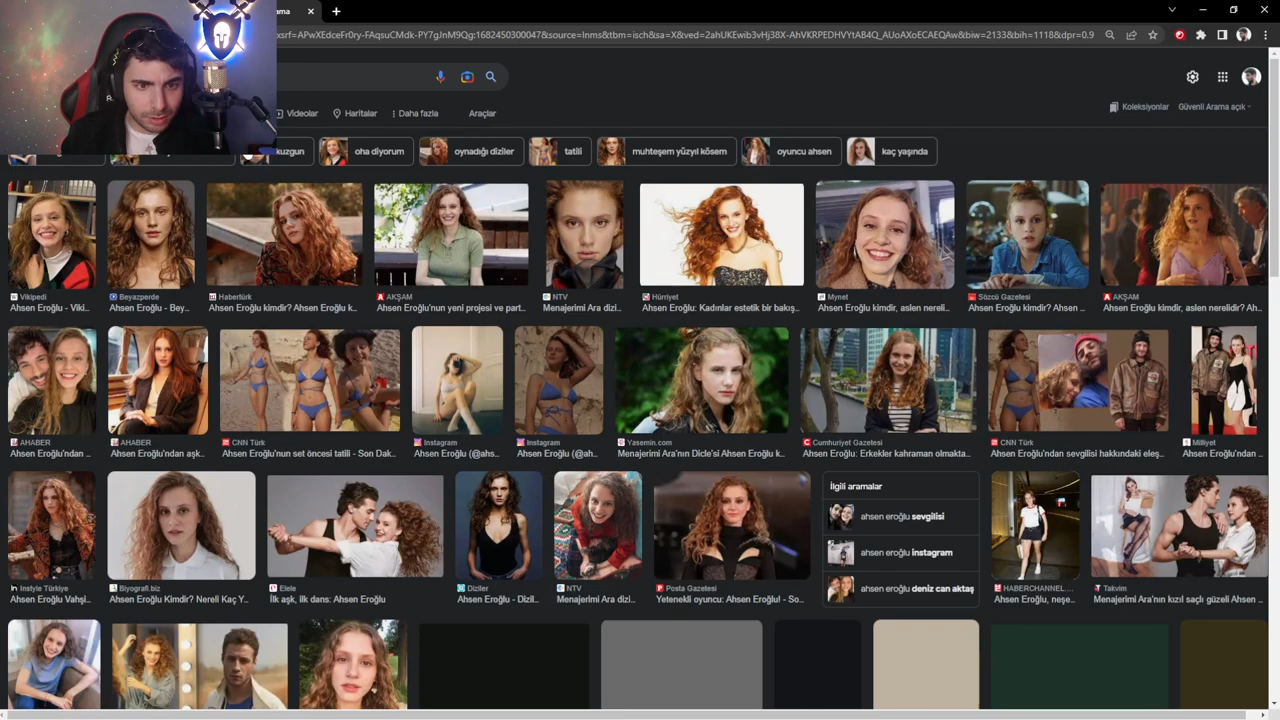 ama
xsrf=APwXEdceFr0ry-FAqsuCMdk-PY7gJnM9Qg:1682450300047&source=lnms&tbm=isch&sa=X&ved=2ahUKEwib3vHj38X-AhVKRPEDHVYtAB4Q_AUoAXoECAEQAw&biw=2133&bih=1118&dpr=0.9
Videolar
Haritalar
Daha fazla
Araçlar
Koleksiyonlar
Güvenli Arama açık
kuzgun
oha diyorum
oynadığı diziler
tatili
muhteşem yüzyıl kösem
oyuncu ahsen
kaç yaşında
Vikipedi
Beyazperde
Habertürk
AKŞAM
NTV
Hürriyet
Mynet
Sözcü Gazetesi
AKŞAM
Ahsen Eroğlu - Viki...
Ahsen Eroğlu - Bey...
Ahsen Eroğlu kimdir? Ahsen Eroğlu k...
Ahsen Eroğlu'nun yeni projesi ve part...
Menajerimi Ara dizi...
Ahsen Eroğlu: Kadınlar estetik bir bakış...
Ahsen Eroğlu kimdir, aslen nereli...
Ahsen Eroğlu kimdir? Ahsen ...
Ahsen Eroğlu kimdir, aslen nerelidir? Ah...
AHABER
AHABER
CNN Türk
Instagram
Instagram
Yasemin.com
Cumhuriyet Gazetesi
CNN Türk
Milliyet
Ahsen Eroğlu'ndan ...
Ahsen Eroğlu'ndan aşk...
Ahsen Eroğlu'nun set öncesi tatili - Son Dak...
Ahsen Eroğlu (@ahs...
Ahsen Eroğlu (@ah...
Menajerimi Ara'nın Dicle'si Ahsen Eroğlu k...
Ahsen Eroğlu: Erkekler kahraman olmakta...
Ahsen Eroğlu'ndan sevgilisi hakkındaki eleş...
Ahsen Eroğlu'ndan ...
İlgili aramalar
ahsen eroğlu sevgilisi
ahsen eroğlu instagram
ahsen eroğlu deniz can aktaş
Instyle Türkiye
Biyografi.biz
Elele
Diziler
NTV
Posta Gazetesi
HABERCHANNEL....
Takvim
Ahsen Eroğlu Vahşi...
Ahsen Eroğlu Kimdir? Nereli Kaç Y...
İlk aşk, ilk dans: Ahsen Eroğlu
Ahsen Eroğlu - Dizil...
Menajerimi Ara dizi...
Yetenekli oyuncu: Ahsen Eroğlu! - So...
Ahsen Eroğlu, neşe...
Menajerimi Ara'nın kızıl saçlı güzeli Ahsen ...